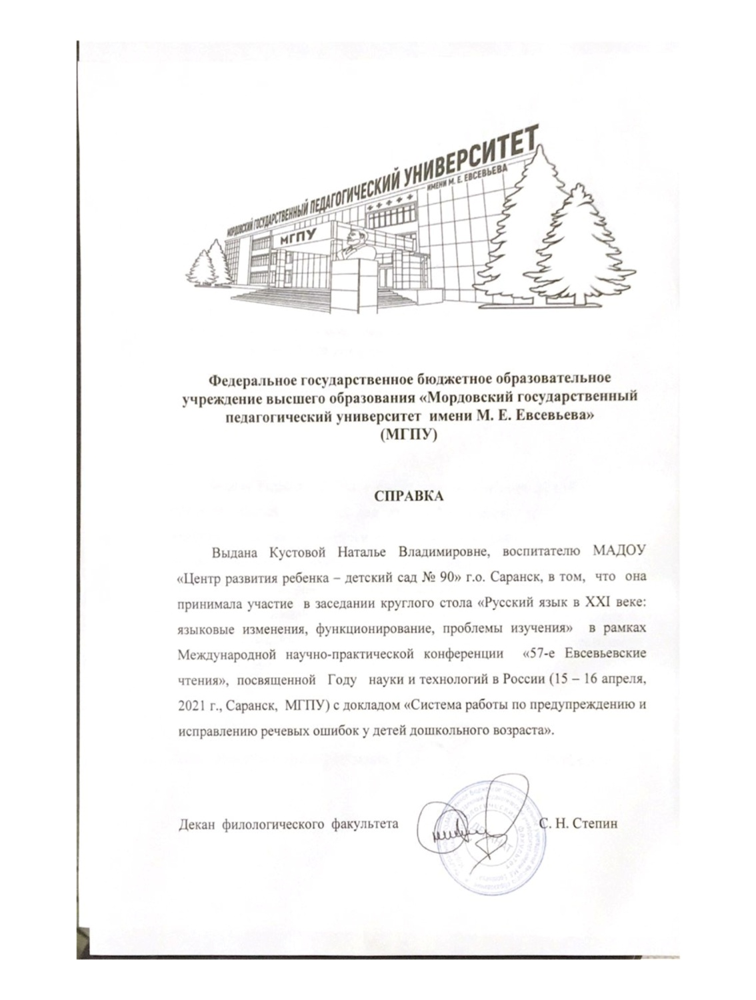 МОРДОВСКИЙ ГОСУДАРСТВЕННЫЙ ПЕДАГОГИЧЕСКИЙ УНИВЕРСИТЕТ
ИМЕНИ М. Е. ЕВСЕВЬЕВА
МГПУ
Федеральное государственное бюджетное образовательное
учреждение высшего образования «Мордовский государственный
педагогический университет имени М. Е. Евсевьева»
(МГПУ)
СПРАВКА
Выдана Кустовой Наталье Владимировне, воспитателю МАДОУ
«Центр развития ребенка – детский сад № 90» г.о. Саранск, в том, что она
принимала участие в заседании круглого стола «Русский язык в XXI веке:
языковые изменения, функционирование, проблемы изучения» в рамках
Международной научно-практической конференции «57-е Евсевьевские
чтения», посвященной Году науки и технологий в России (15 – 16 апреля,
2021 г., Саранск, МГПУ) с докладом «Система работы по предупреждению и
исправлению речевых ошибок у детей дошкольного возраста».
Декан филологического факультета С. Н. Степин
ДЕКАНАТ
факультет